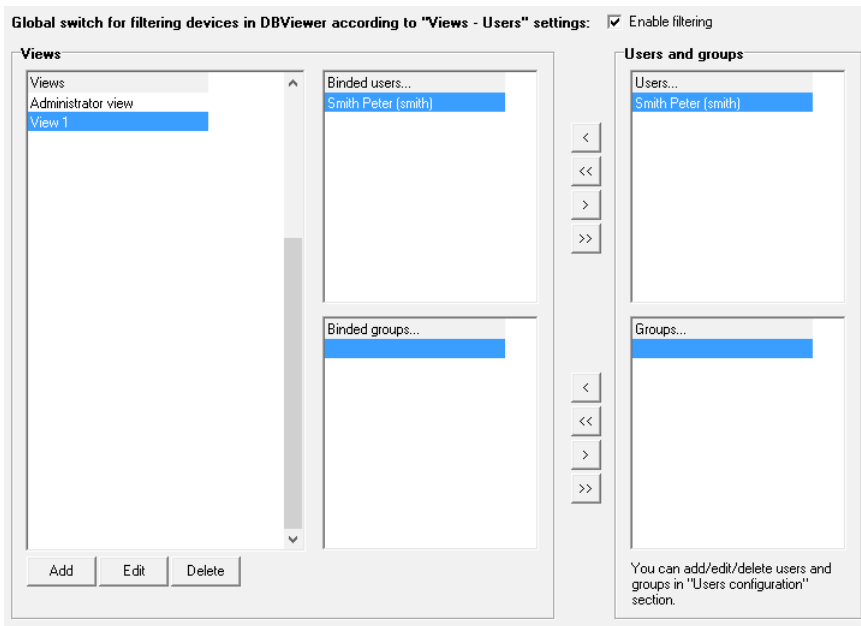 Global switch for filtering devices in DBViewer according to "Views - Users" settings: Enable filtering
Views
Views
Administrator view
View 1
Binded users...
Smith Peter (smith)
Binded groups...
<
<<
>
>>
<
<<
>
>>
Users and groups
Users...
Smith Peter (smith)
Groups...
You can add/edit/delete users and
groups in "Users configuration"
section.
Add Edit Delete